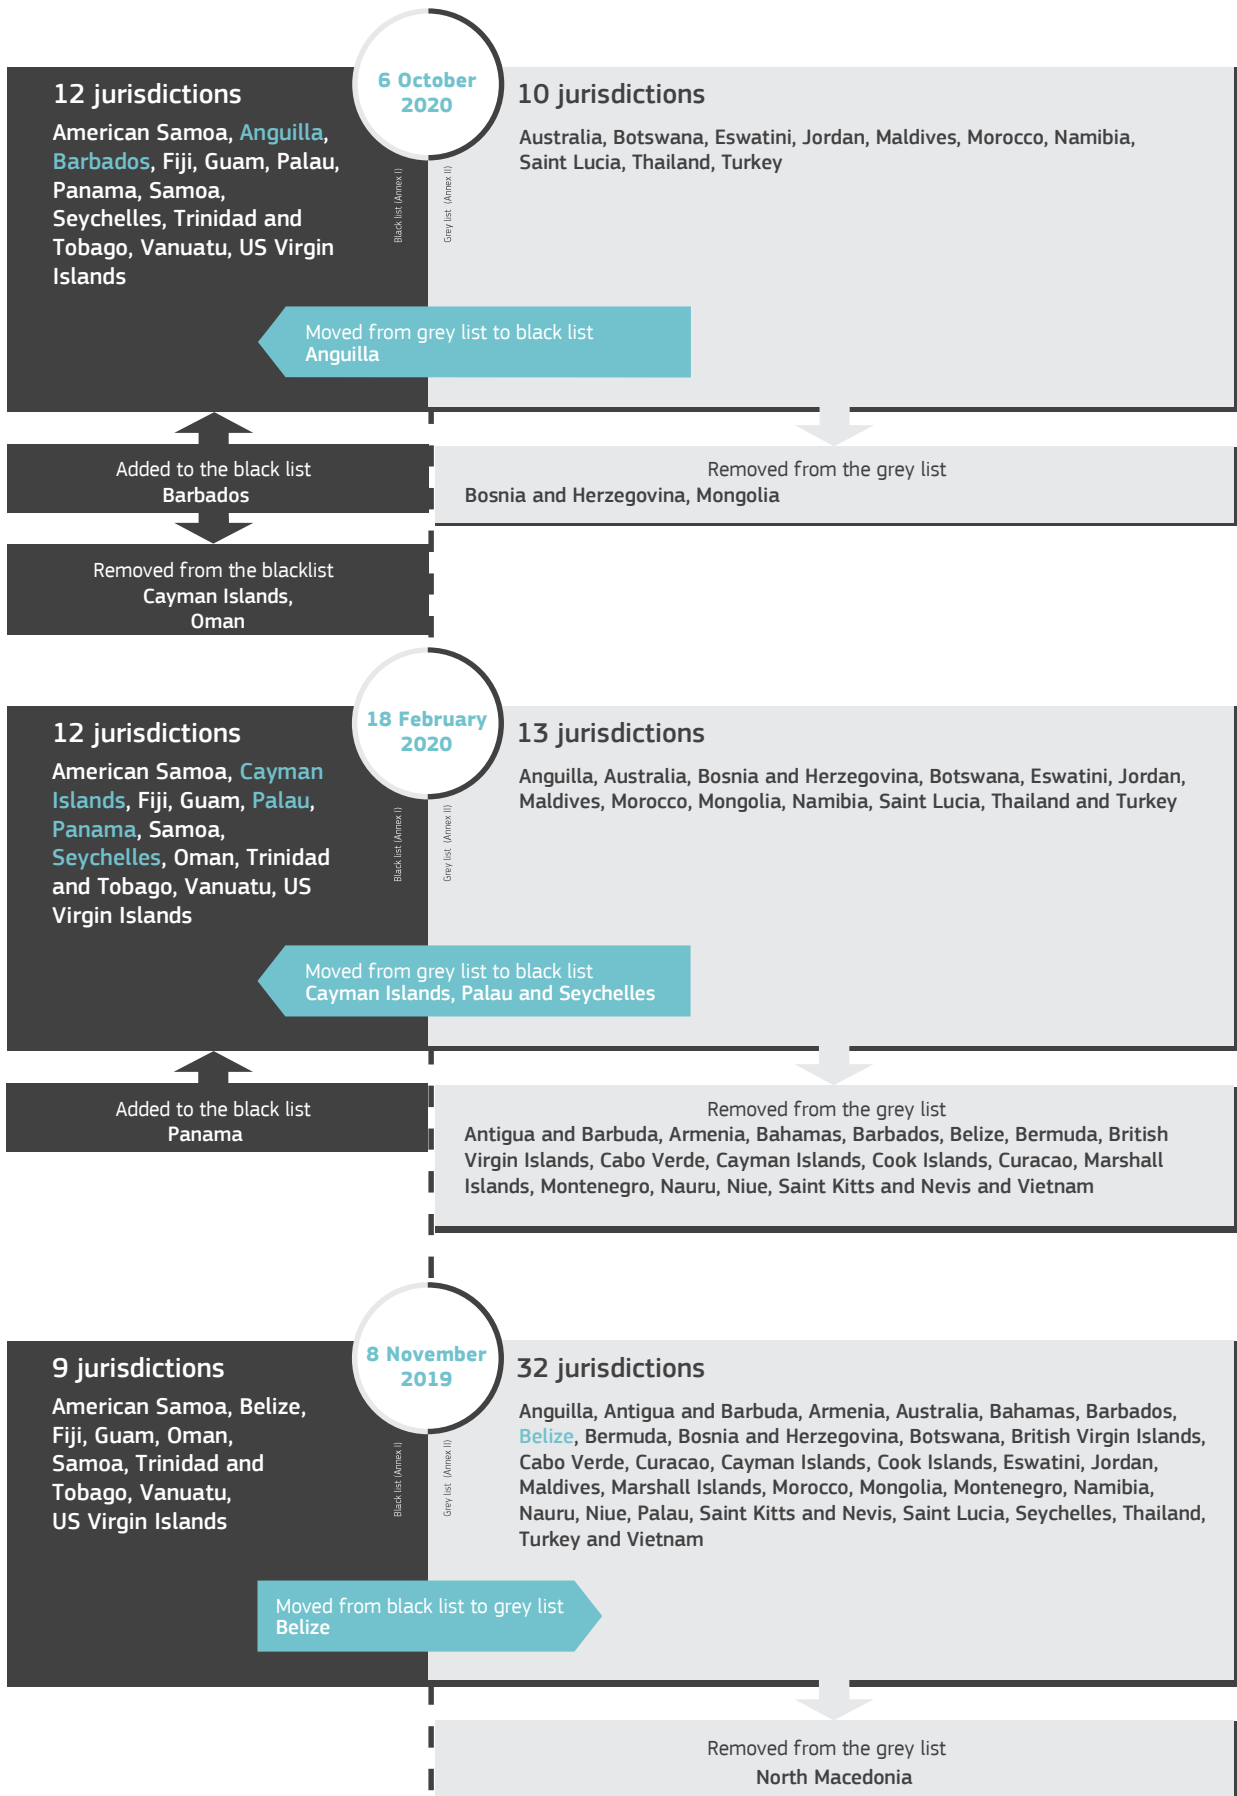 6 October
2020
12 jurisdictions
American Samoa, Anguilla,
Barbados, Fiji, Guam, Palau,
Panama, Samoa,
Seychelles, Trinidad and
Tobago, Vanuatu, US Virgin
Islands
Black list (Annex I)
Grey list (Annex II)
10 jurisdictions
Australia, Botswana, Eswatini, Jordan, Maldives, Morocco, Namibia,
Saint Lucia, Thailand, Turkey
Moved from grey list to black list
Anguilla
Added to the black list
Barbados
Removed from the grey list
Bosnia and Herzegovina, Mongolia
Removed from the blacklist
Cayman Islands,
Oman
18 February
2020
12 jurisdictions
American Samoa, Cayman
Islands, Fiji, Guam, Palau,
Panama, Samoa,
Seychelles, Oman, Trinidad
and Tobago, Vanuatu, US
Virgin Islands
Black list (Annex I)
Grey list (Annex II)
13 jurisdictions
Anguilla, Australia, Bosnia and Herzegovina, Botswana, Eswatini, Jordan,
Maldives, Morocco, Mongolia, Namibia, Saint Lucia, Thailand and Turkey
Moved from grey list to black list
Cayman Islands, Palau and Seychelles
Added to the black list
Panama
Removed from the grey list
Antigua and Barbuda, Armenia, Bahamas, Barbados, Belize, Bermuda, British
Virgin Islands, Cabo Verde, Cayman Islands, Cook Islands, Curacao, Marshall
Islands, Montenegro, Nauru, Niue, Saint Kitts and Nevis and Vietnam
8 November
2019
9 jurisdictions
American Samoa, Belize,
Fiji, Guam, Oman,
Samoa, Trinidad and
Tobago, Vanuatu,
US Virgin Islands
Black list (Annex I)
Grey list (Annex II)
32 jurisdictions
Anguilla, Antigua and Barbuda, Armenia, Australia, Bahamas, Barbados,
Belize, Bermuda, Bosnia and Herzegovina, Botswana, British Virgin Islands,
Cabo Verde, Curacao, Cayman Islands, Cook Islands, Eswatini, Jordan,
Maldives, Marshall Islands, Morocco, Mongolia, Montenegro, Namibia,
Nauru, Niue, Palau, Saint Kitts and Nevis, Saint Lucia, Seychelles, Thailand,
Turkey and Vietnam
Moved from black list to grey list
Belize
Removed from the grey list
North Macedonia